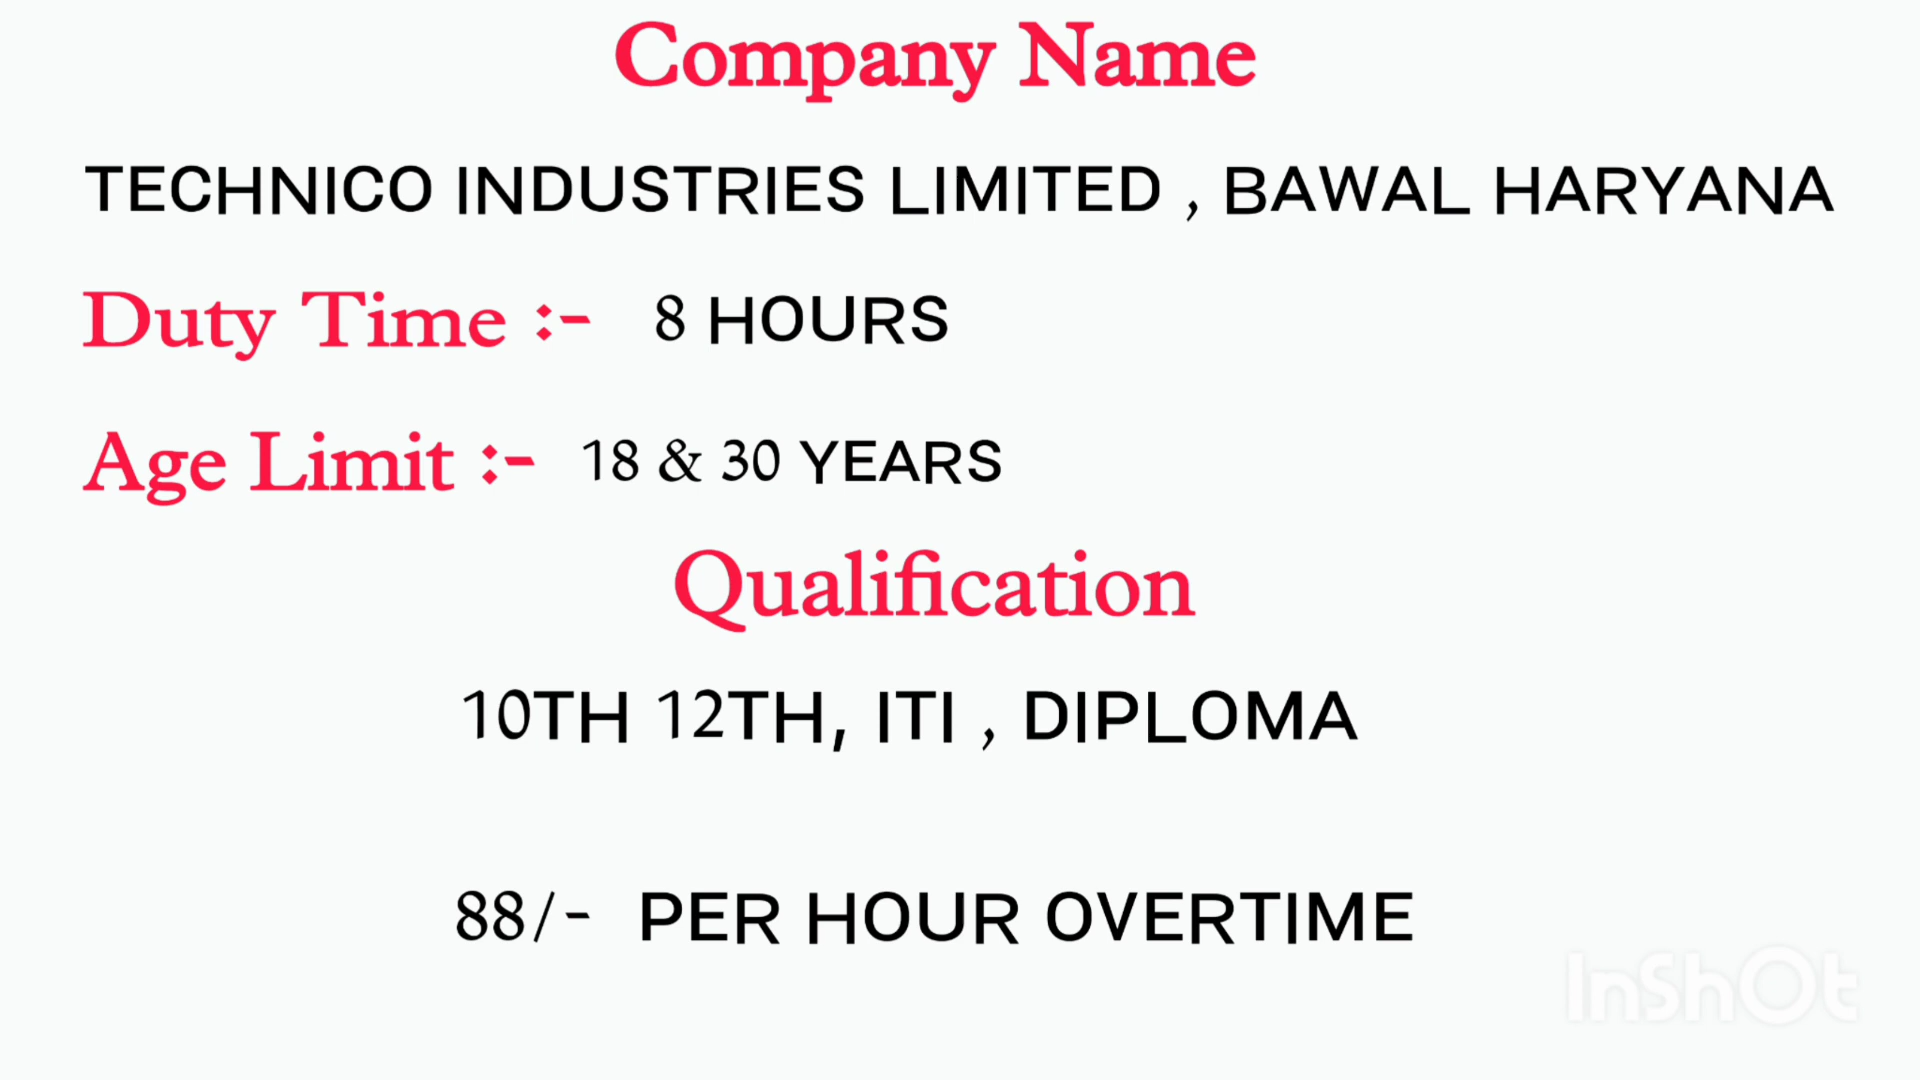 Company Name
TECHNICO INDUSTRIES LIMITED , BAWAL HARYANA
Duty Time :- 8 HOURS
Age Limit :- 18 & 30 YEARS
Qualification
10TH 12TH, ITI , DIPLOMA
88/- PER HOUR OVERTIME
InShOt